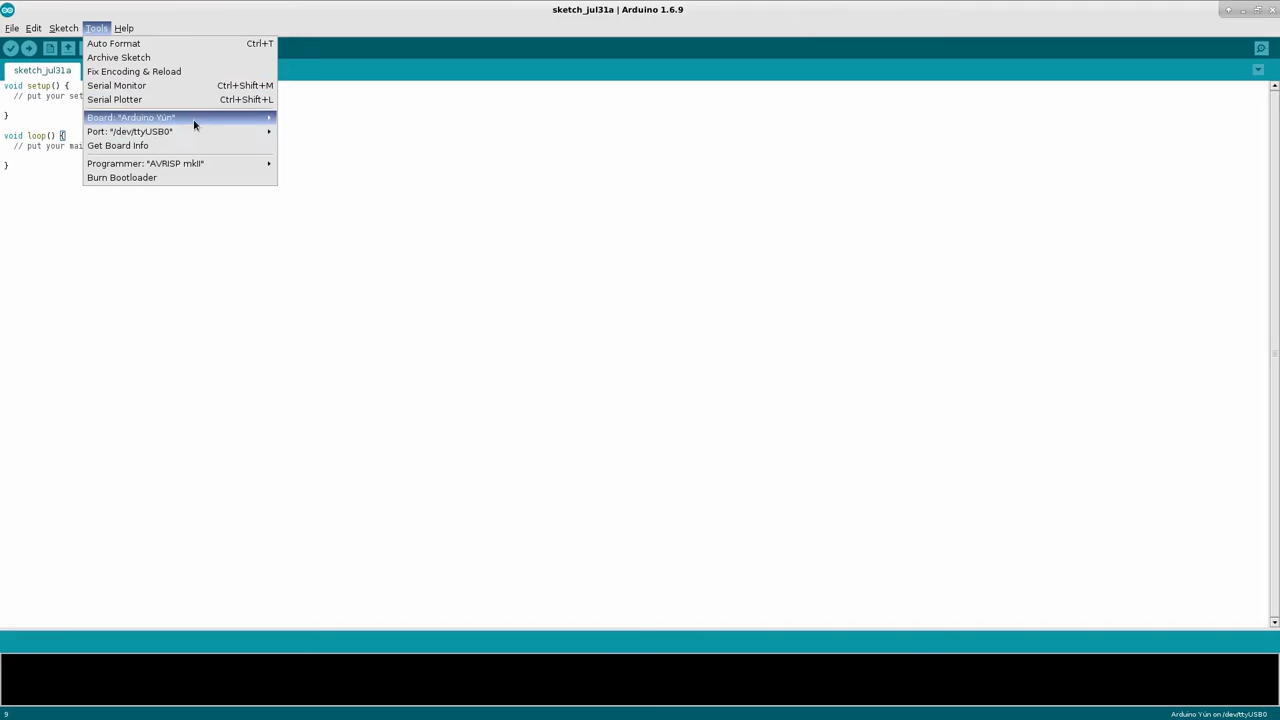 sketch_jul31a | Arduino 1.6.9
File Edit Sketch Tools Help
Auto Format Ctrl+T
Archive Sketch
Fix Encoding & Reload
Serial Monitor Ctrl+Shift+M
Serial Plotter Ctrl+Shift+L
Board: "Arduino Yún"
Port: "/dev/ttyUSB0"
Get Board Info
Programmer: "AVRISP mkII"
Burn Bootloader
sketch_jul31a
void setup() {
// put your set
}
void loop() {
// put your mai
}
9 Arduino Yún on /dev/ttyUSB0